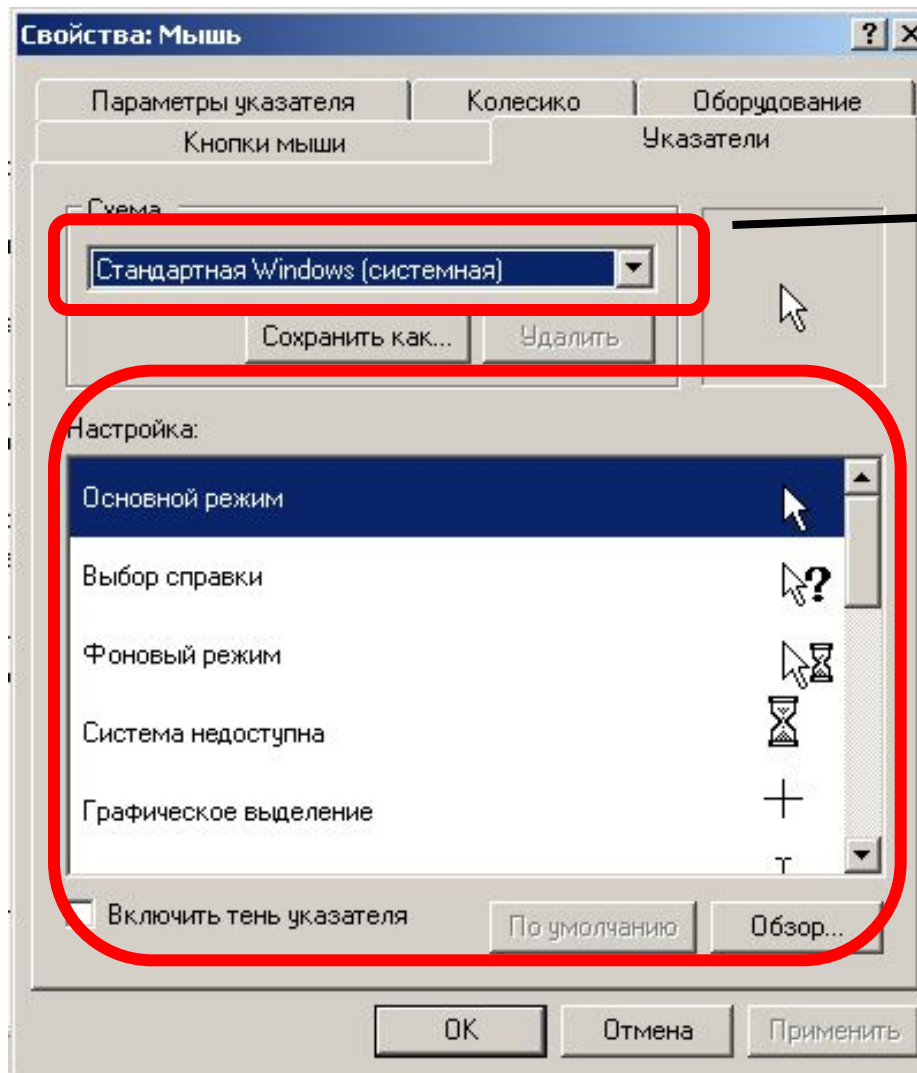 Свойства: Мышь
Параметры указателя Колесико Оборудование
Кнопки мыши Указатели
Схема
Стандартная Windows (системная)
Сохранить как... Удалить
Настройка:
Основной режим
Выбор справки
Фоновый режим
Система недоступна
Графическое выделение
Включить тень указателя
По умолчанию Обзор...
OK Отмена Применить